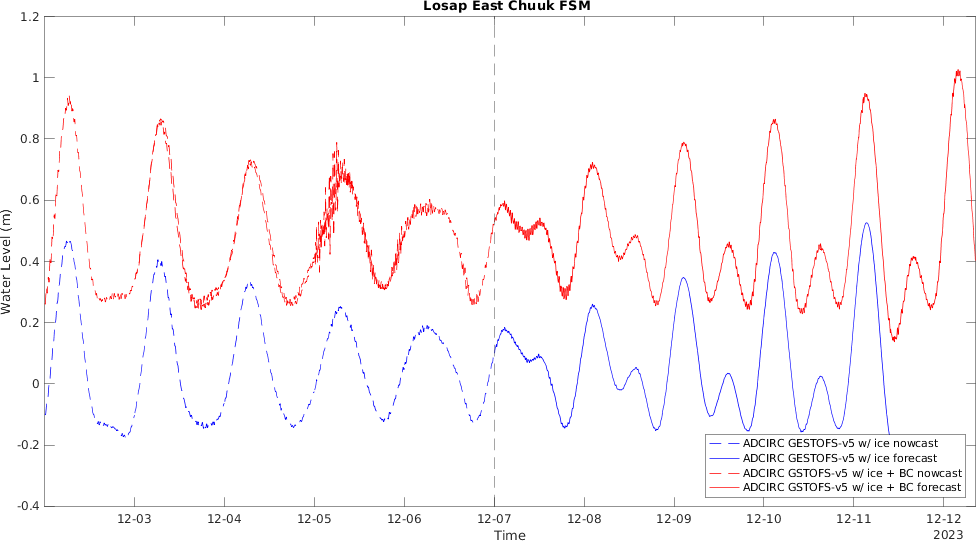 Losap East Chuuk FSM
1.2
1
0.8
0.6
0.4
0.2
0
-0.2
-0.4
Water Level (m)
ADCIRC GESTOFS-v5 w/ ice nowcast
ADCIRC GESTOFS-v5 w/ ice forecast
ADCIRC GSTOFS-v5 w/ ice + BC nowcast
ADCIRC GSTOFS-v5 w/ ice + BC forecast
12-03 12-04 12-05 12-06 12-07 12-08 12-09 12-10 12-11 12-12
Time 2023